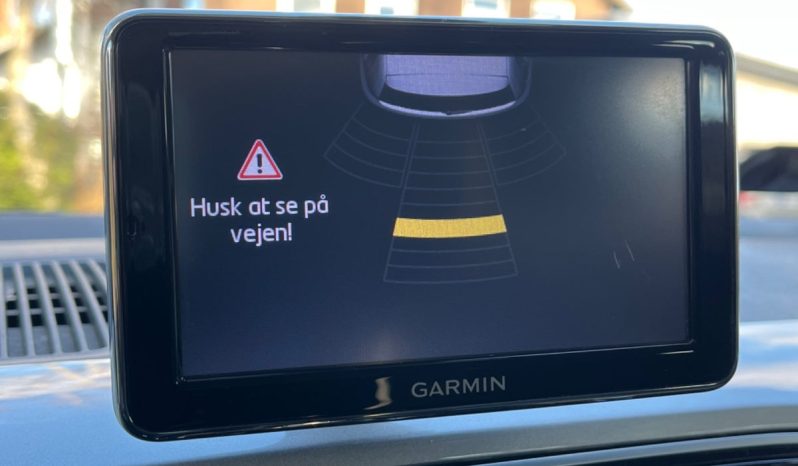 Husk at se på
vejen!
GARMIN